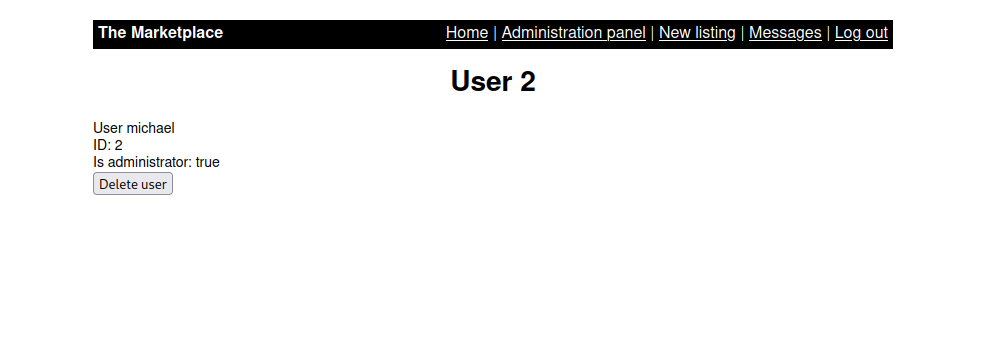 The Marketplace Home | Administration panel | New listing | Messages | Log out
User 2
User michael
ID: 2
Is administrator: true
Delete user